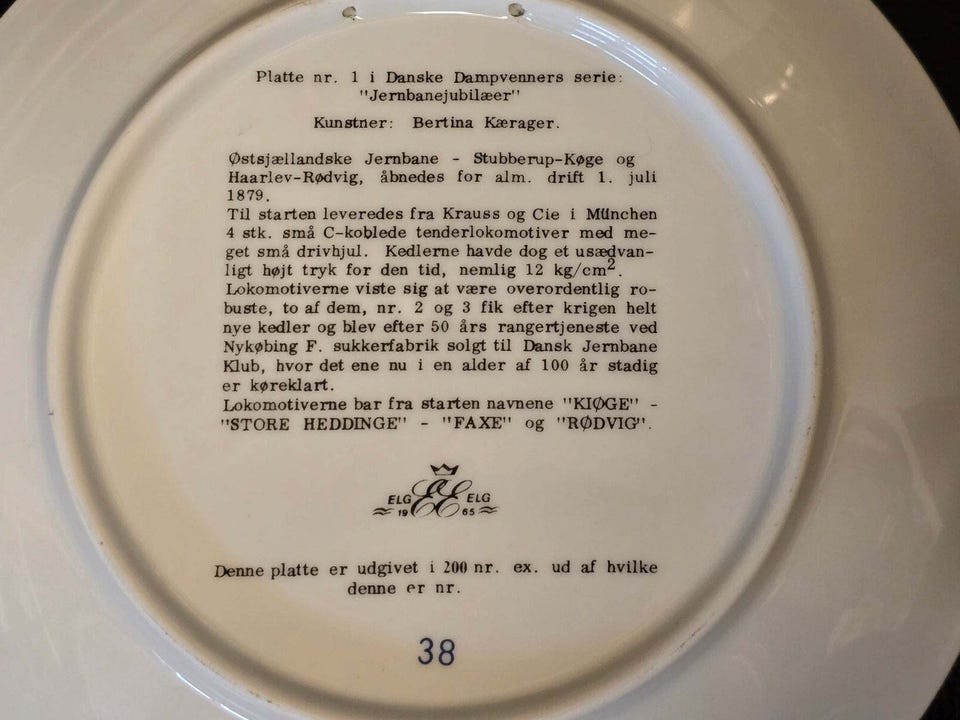 Platte nr. 1 i Danske Dampvenners serie:
"Jernbanejubilæer"
Kunstner: Bertina Kærager.
Østsjællandske Jernbane - Stubberup-Køge og
Haarlev-Rødvig, åbnedes for alm. drift 1. juli
1879.
Til starten leveredes fra Krauss og Cie i München
4 stk. små C-koblede tenderlokomotiver med me-
get små drivhjul. Kedlerne havde dog et usædvan-
ligt højt tryk for den tid, nemlig 12 kg/cm².
Lokomotiverne viste sig at være overordentlig ro-
buste, to af dem, nr. 2 og 3 fik efter krigen helt
nye kedler og blev efter 50 års rangertjeneste ved
Nykøbing F. sukkerfabrik solgt til Dansk Jernbane
Klub, hvor det ene nu i en alder af 100 år stadig
er køreklart.
Lokomotiverne bar fra starten navnene "KIØGE" -
"STORE HEDDINGE" - "FAXE" og "RØDVIG".
ELG EE ELG
19 65
Denne platte er udgivet i 200 nr. ex. ud af hvilke
denne er nr.
38